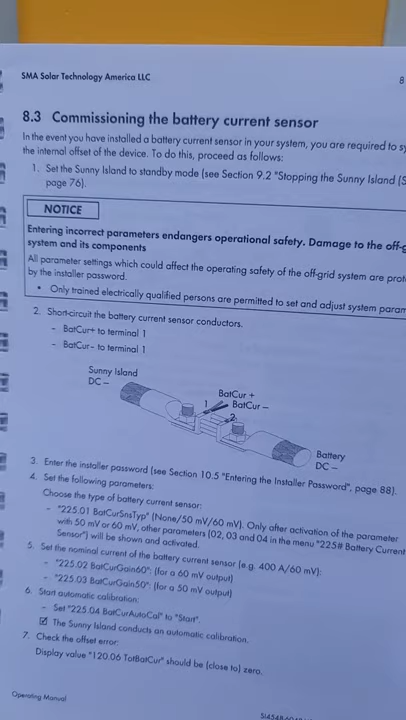 SMA Solar Technology America LLC
8
8.3 Commissioning the battery current sensor
In the event you have installed a battery current sensor in your system, you are required to
the internal offset of the device. To do this, proceed as follows:
1. Set the Sunny Island to standby mode (see Section 9.2 "Stopping the Sunny Island
page 76).
NOTICE
Entering incorrect parameters endangers operational safety. Damage to the
system and its components
All parameter settings which could affect the operating safety of the off-grid system are
by the installer password.
• Only trained electrically qualified persons are permitted to set and adjust system
2. Short-circuit the battery current sensor conductors.
– BatCur+ to terminal 1
– BatCur– to terminal 1
Sunny Island
DC –
BatCur +
BatCur –
1
2
Battery
DC –
3. Enter the installer password (see Section 10.5 "Entering the Installer Password", page 88).
4. Set the following parameters:
Choose the type of battery current sensor:
– "225.01 BatCurSnsTyp" (None/50 mV/60 mV). Only after activation of the parameter
with 50 mV or 60 mV, other parameters (02, 03 and 04 in the menu "225# Battery Current
Sensor") will be shown and activated.
5. Set the nominal current of the battery current sensor (e.g. 400 A/60 mV):
– "225.02 BatCurGain60": (for a 60 mV output)
– "225.03 BatCurGain50": (for a 50 mV output)
6. Start automatic calibration:
– Set "225.04 BatCurAutoCal" to "Start".
☑ The Sunny Island conducts an automatic calibration.
7. Check the offset error:
Display value "120.06 TotBatCur" should be (close to) zero.
Operating Manual